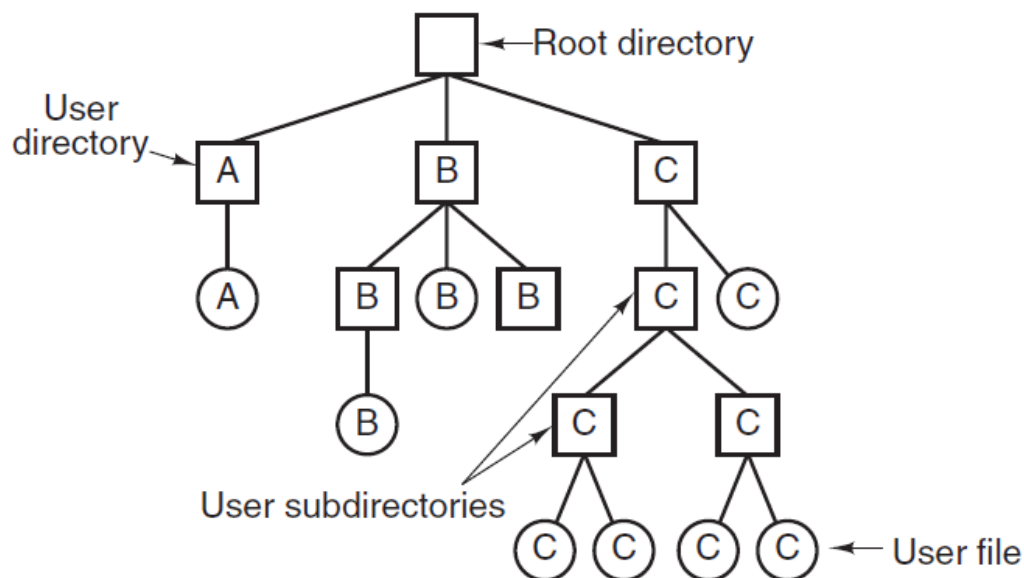 Root directory
User
directory
A
B
C
A
B
B
B
C
C
B
C
C
User subdirectories
C
C
C
C
User file